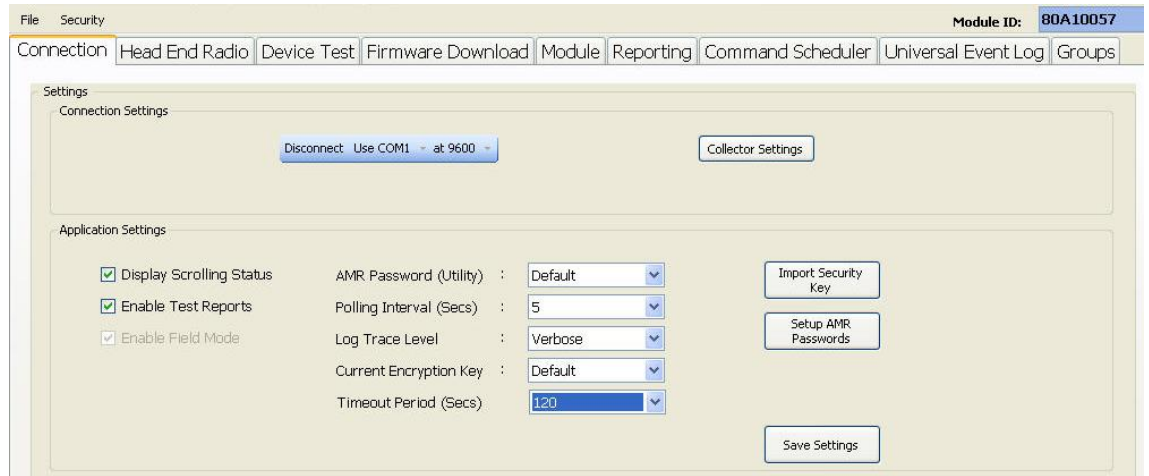 File Security Module ID: 80A10057
Connection Head End Radio Device Test Firmware Download Module Reporting Command Scheduler Universal Event Log Groups
Settings
Connection Settings
Disconnect Use COM1 at 9600 Collector Settings
Application Settings
Display Scrolling Status AMR Password (Utility) : Default Import Security
Key
Enable Test Reports Polling Interval (Secs) : 5
Enable Field Mode Log Trace Level : Verbose Setup AMR
Passwords
Current Encryption Key : Default
Timeout Period (Secs) 120
Save Settings